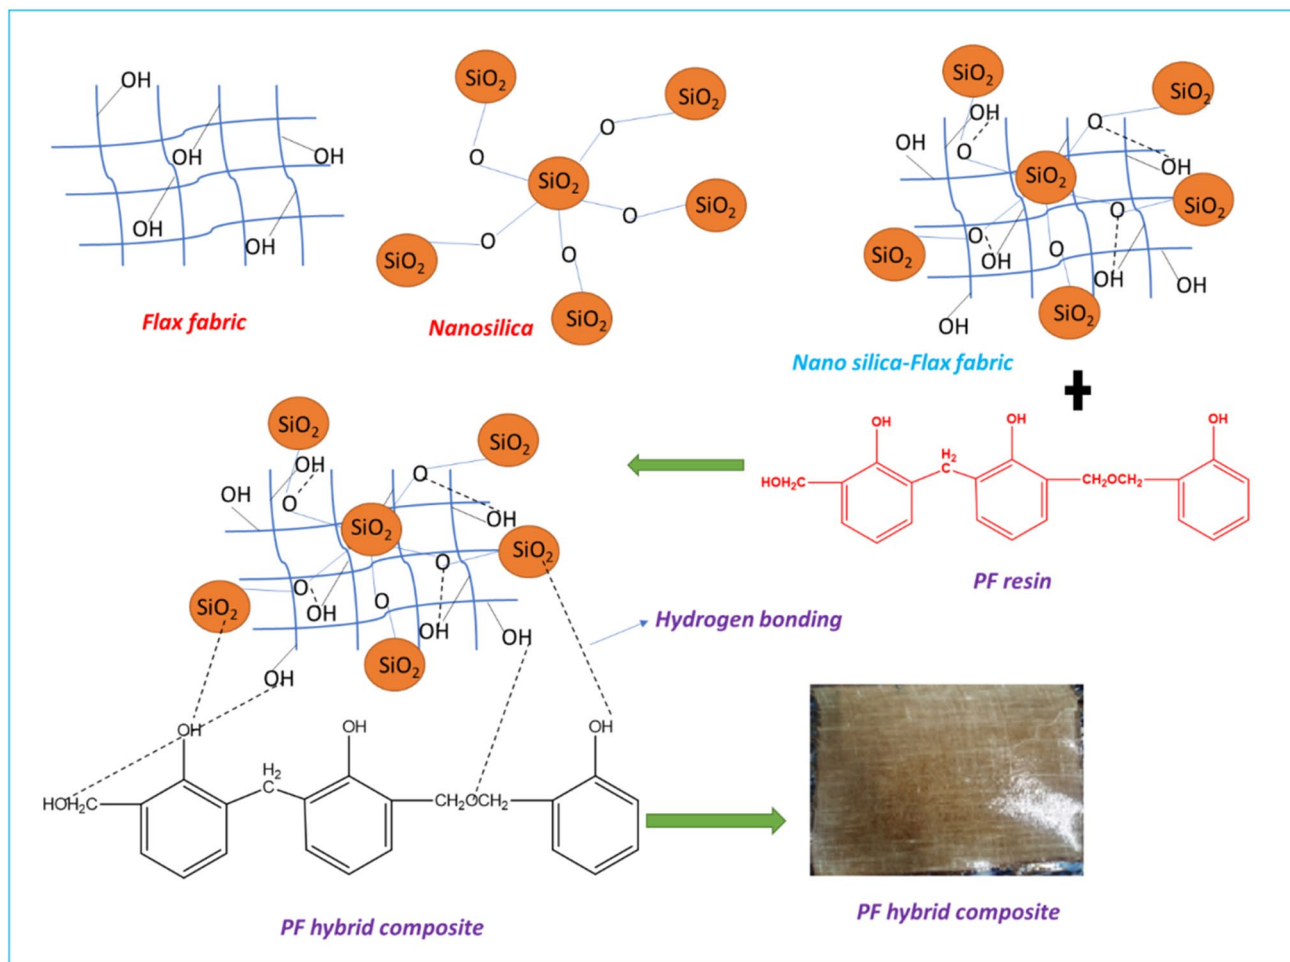 OH
OH
OH
OH
OH
Flax fabric
SiO₂
SiO₂
O
O
SiO₂
O
SiO₂
O
SiO₂
O
SiO₂
Nanosilica
SiO₂
SiO₂
OH
O
OH
O
OH
SiO₂
SiO₂
O
O
SiO₂
O
OH
OH
OH
SiO₂
OH
Nano silica-Flax fabric
OH
OH
OH
HOH₂C
H₂
C
CH₂OCH₂
PF resin
SiO₂
SiO₂
OH
O
OH
O
OH
SiO₂
SiO₂
O
O
SiO₂
O
OH
OH
OH
SiO₂
OH
Hydrogen bonding
OH
OH
OH
HOH₂C
H₂
C
CH₂OCH₂
PF hybrid composite
PF hybrid composite